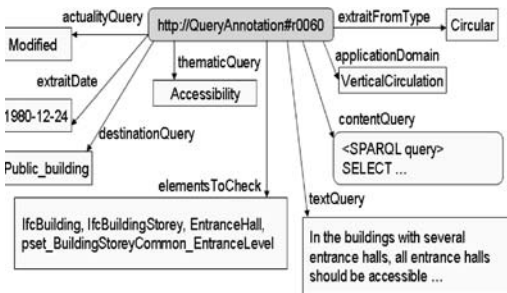 actualityQuery
http://QueryAnnotation#r0060
extraitFromType
Modified
Circular
thematicQuery
applicationDomain
extraitDate
Accessibility
VerticalCirculation
1980-12-24
destinationQuery
contentQuery
Public_building
<SPARQL query>
SELECT ...
elementsToCheck
textQuery
IfcBuilding, IfcBuildingStorey, EntranceHall,
pset_BuildingStoreyCommon_EntranceLevel
In the buildings with several
entrance halls, all entrance halls
should be accessible ...